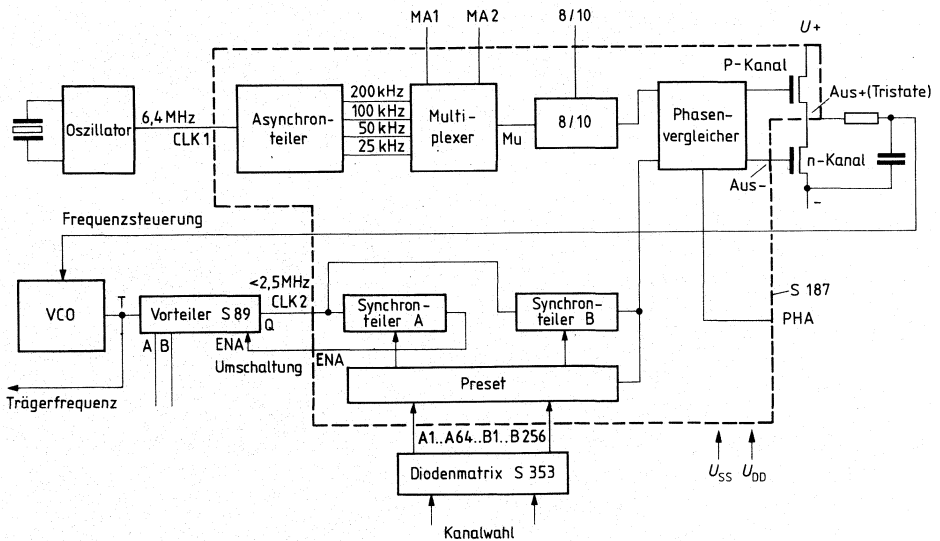 MA1
MA2
8/10
U+
P-Kanal
Aus+(Tristate)
Oszillator
6,4 MHz
CLK1
Asynchron-
teiler
200 kHz
100 kHz
50 kHz
25 kHz
Multi-
plexer
Mu
8/10
Phasen-
vergleicher
n-Kanal
Aus-
-
Frequenzsteuerung
VCO
T
Vorteiler S 89
A
B
ENA
Q
<2,5MHz
CLK2
Synchron-
teiler A
Synchron-
teiler B
S 187
PHA
Umschaltung
ENA
Preset
Trägerfrequenz
A1..A64..B1..B256
Diodenmatrix S 353
USS
UDD
Kanalwahl